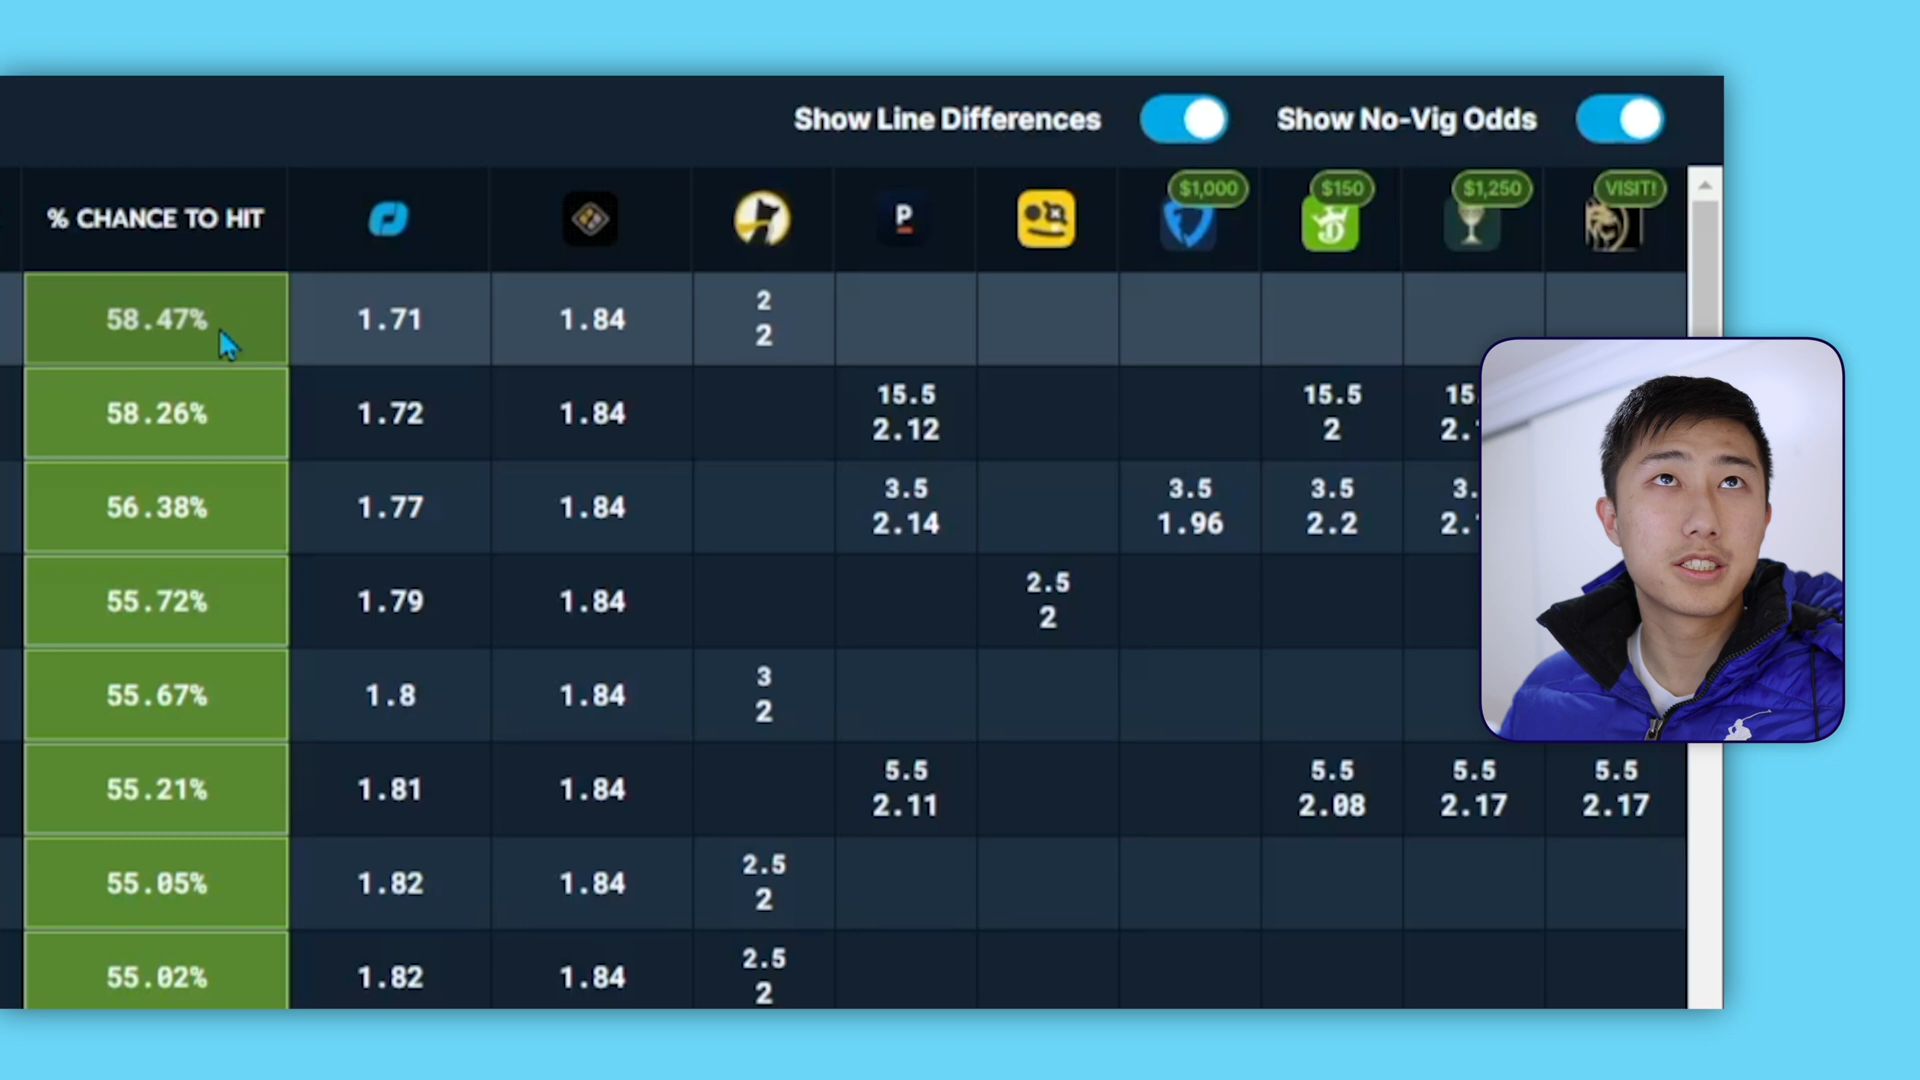 Show Line Differences Show No-Vig Odds
$1,000 $150 $1,250 VISIT!
% CHANCE TO HIT P
58.47% 1.71 1.84 2
2
58.26% 1.72 1.84 15.5 15.5 15.
2.12 2 2.
56.38% 1.77 1.84 3.5 3.5 3.5 3.
2.14 1.96 2.2 2.
55.72% 1.79 1.84 2.5
2
55.67% 1.8 1.84 3
2
55.21% 1.81 1.84 5.5 5.5 5.5 5.5
2.11 2.08 2.17 2.17
55.05% 1.82 1.84 2.5
2
55.02% 1.82 1.84 2.5
2